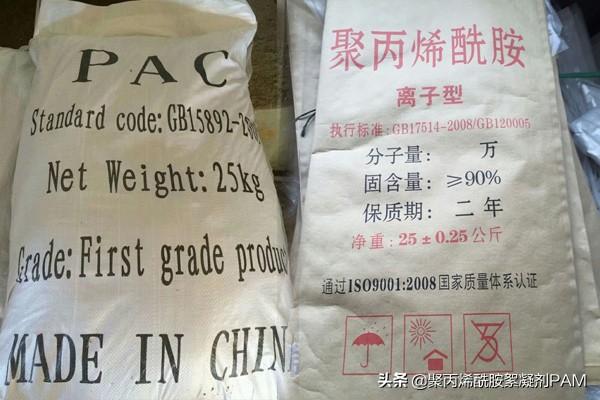 PAC
Standard code:GB15892-20
Net Weight: 25kg
Grade: First grade produc
MADE IN CHIN
聚丙烯酰胺
离子型
执行标准:GB17514-2008/GB120005
分子量: 万
固含量: ≥90%
保质期: 二年
净重: 25±0.25公斤
通过ISO9001:2008国家质量体系认证
头条 @聚丙烯酰胺絮凝剂PAM